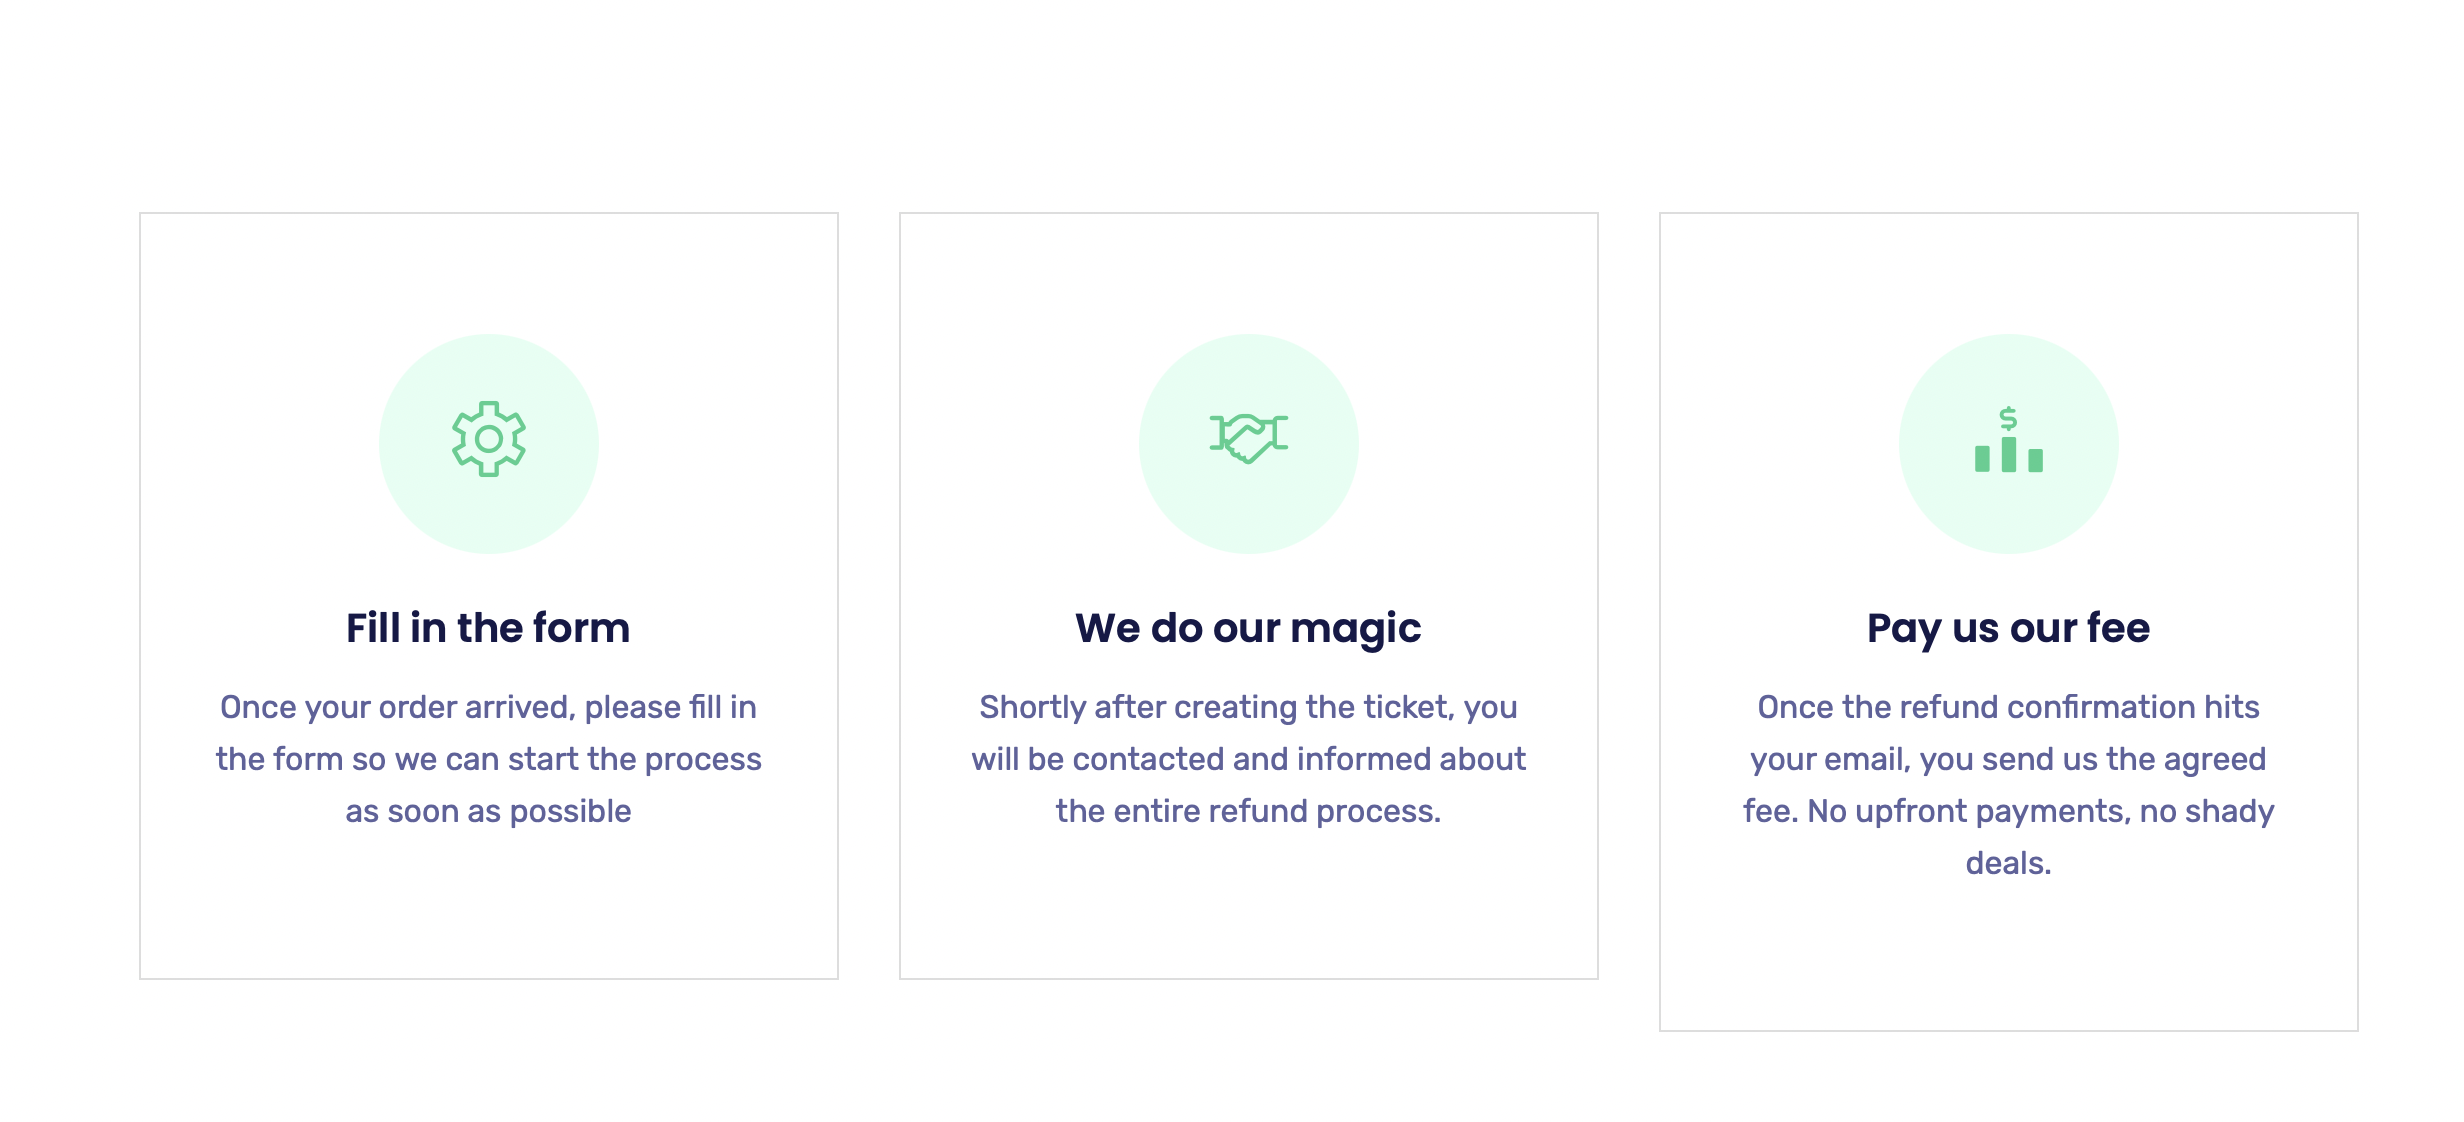 Fill in the form
Once your order arrived, please fill in
the form so we can start the process
as soon as possible
We do our magic
Shortly after creating the ticket, you
will be contacted and informed about
the entire refund process.
$
Pay us our fee
Once the refund confirmation hits
your email, you send us the agreed
fee. No upfront payments, no shady
deals.